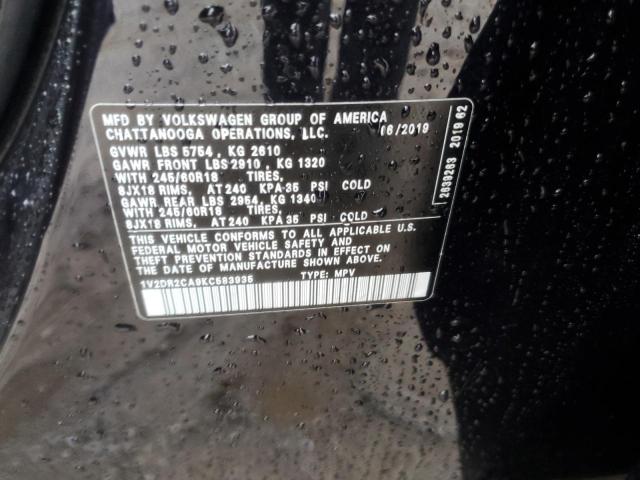 MFD BY VOLKSWAGEN GROUP OF AMERICA
CHATTANOOGA OPERATIONS, LLC. 06/2019
GVWR LBS 5754 , KG 2610
GAWR FRONT LBS 2910 , KG 1320
WITH 245/60R18 TIRES,
8JX18 RIMS, AT 240 KPA 35 PSI COLD
GAWR REAR LBS 2954, KG 1340
WITH 245/60R18 TIRES,
8JX18 RIMS, AT 240 KPA 35 PSI COLD
THIS VEHICLE CONFORMS TO ALL APPLICABLE U.S.
FEDERAL MOTOR VEHICLE SAFETY AND
THEFT PREVENTION STANDARDS IN EFFECT ON
THE DATE OF MANUFACTURE SHOWN ABOVE.
1V2DR2CA9KC583935 TYPE: MPV
2839263 2019 62